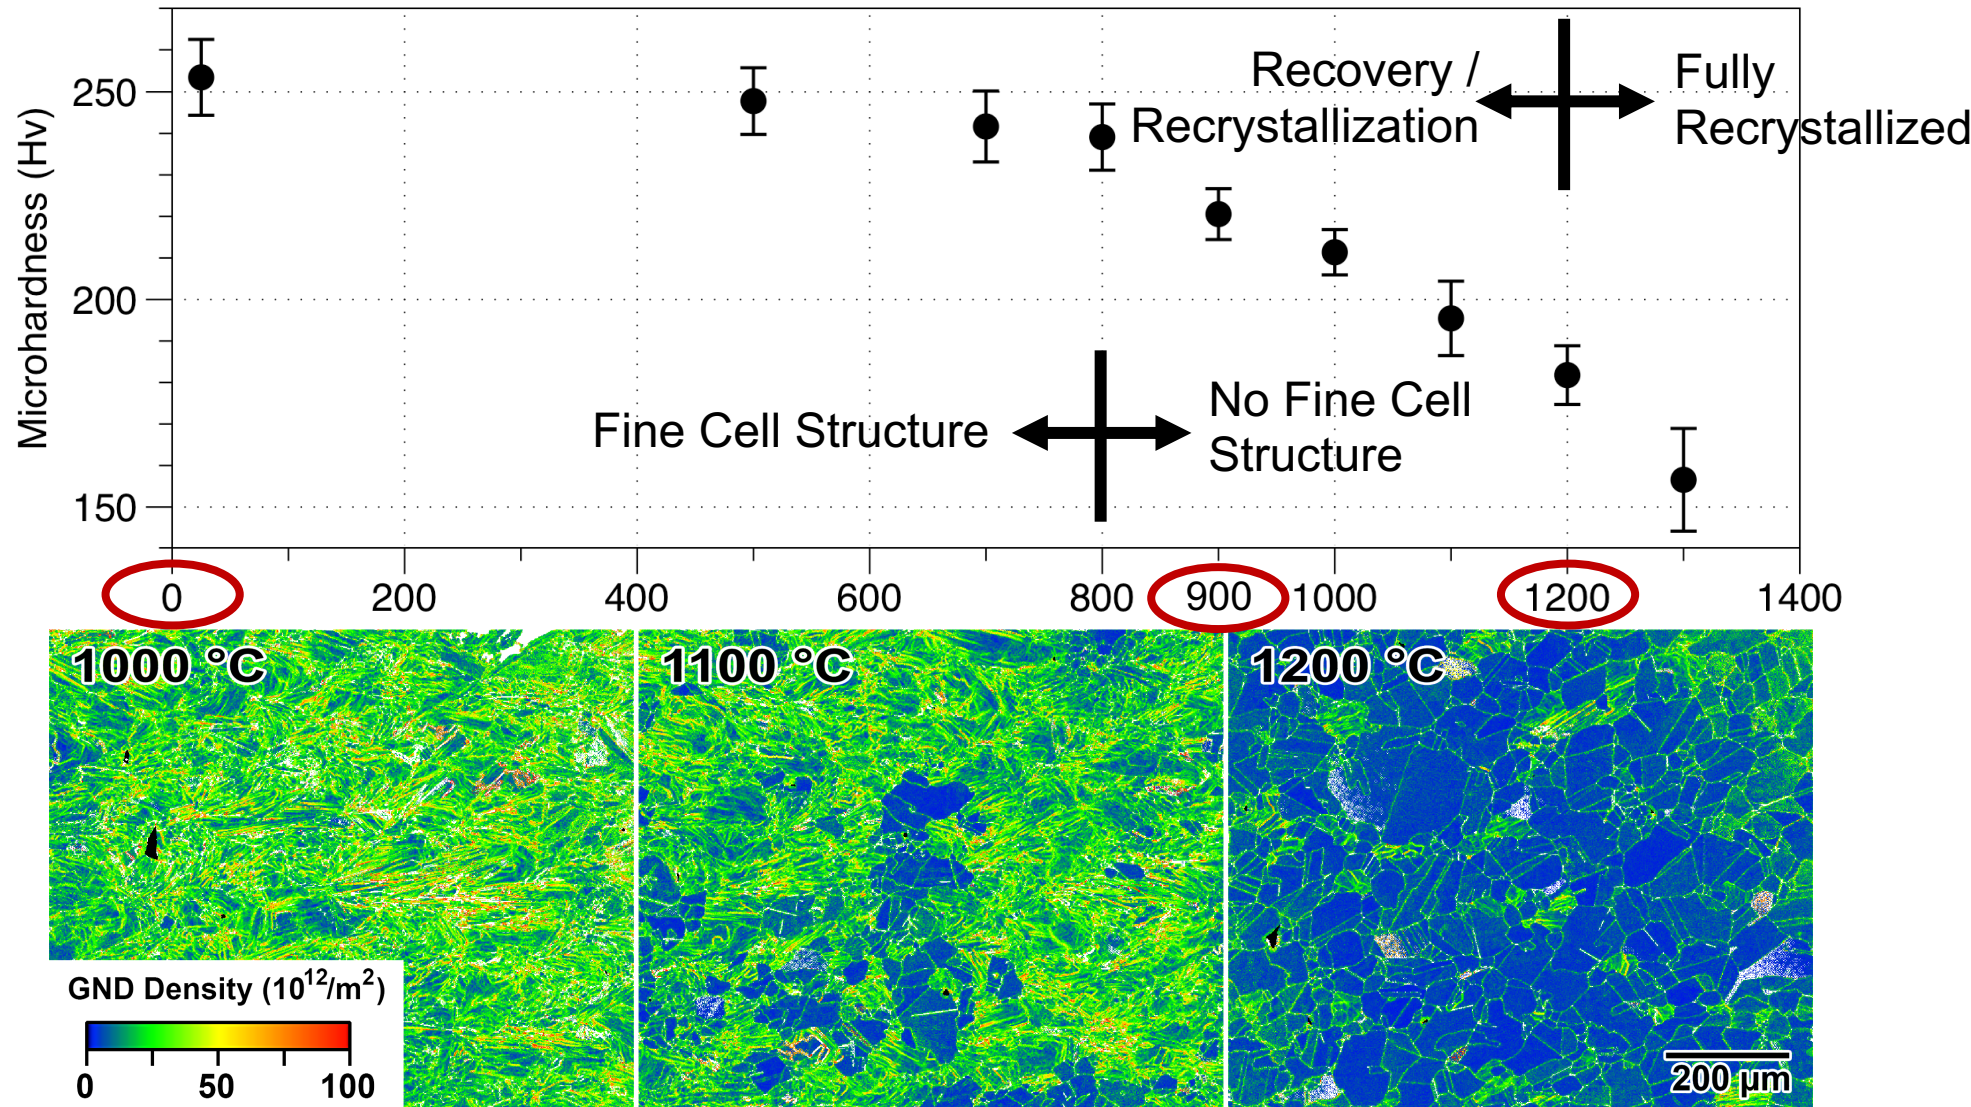 Microhardness (Hv)
250
200
150
Recovery /
Recrystallization
Fully
Recrystallized
Fine Cell Structure
No Fine Cell
Structure
0 200 400 600 800 900 1000 1200 1400
1000 °C
1100 °C
1200 °C
GND Density (10¹²/m²)
0 50 100
200 µm